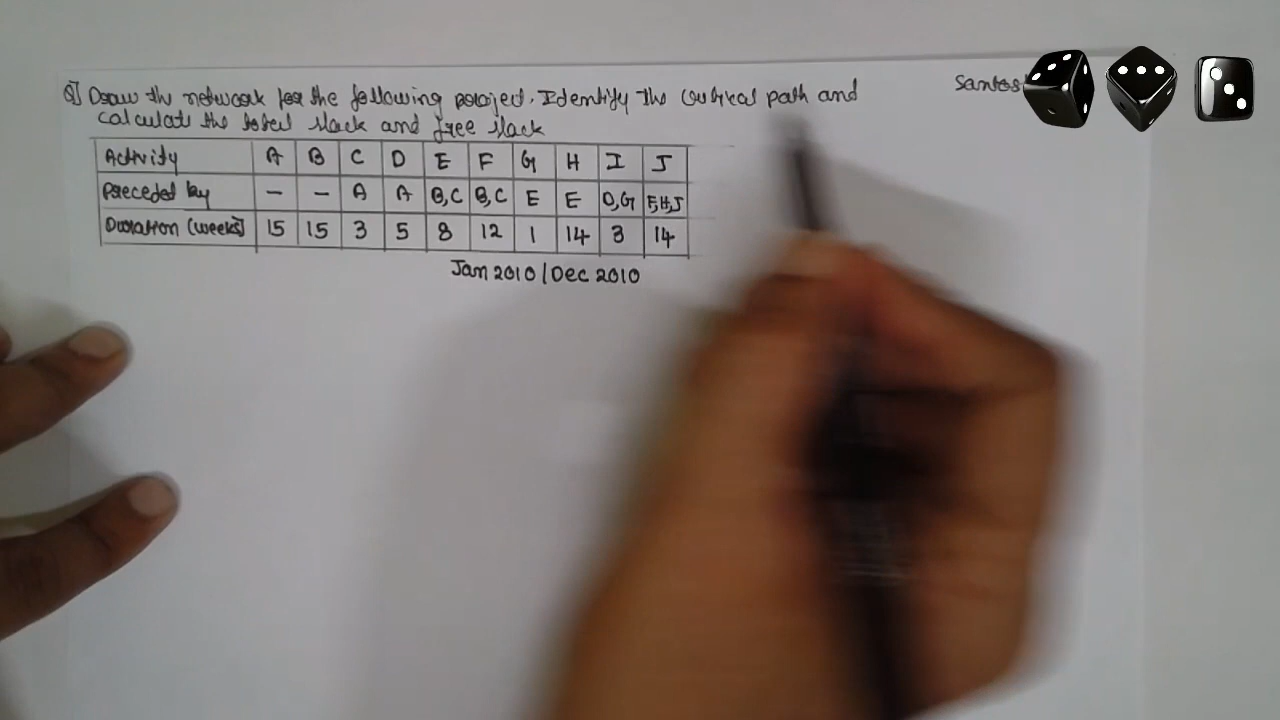 Q] Draw the network for the following project. Identify the critical path and
Santos
calculate the total slack and free slack
Activity A B C D E F G H I J
Preceded by — — A A B,C B,C E E D,G F,H,J
Duration (weeks) 15 15 3 5 8 12 1 14 3 14
Jan 2010 / Dec 2010